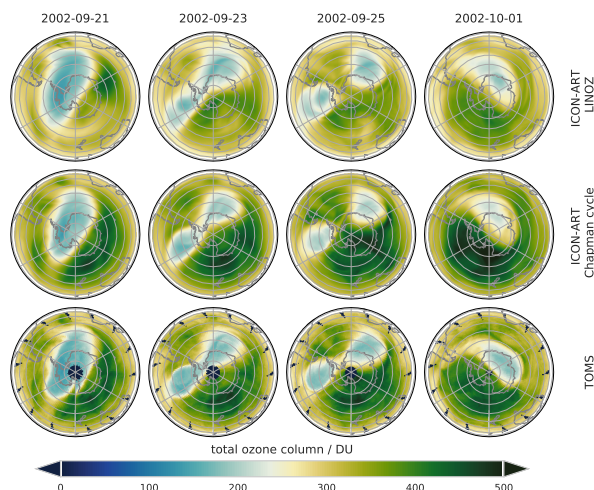 2002-09-21 2002-09-23 2002-09-25 2002-10-01
ICON-ART
LINOZ
ICON-ART
Chapman cycle
TOMS
total ozone column / DU
0 100 200 300 400 500